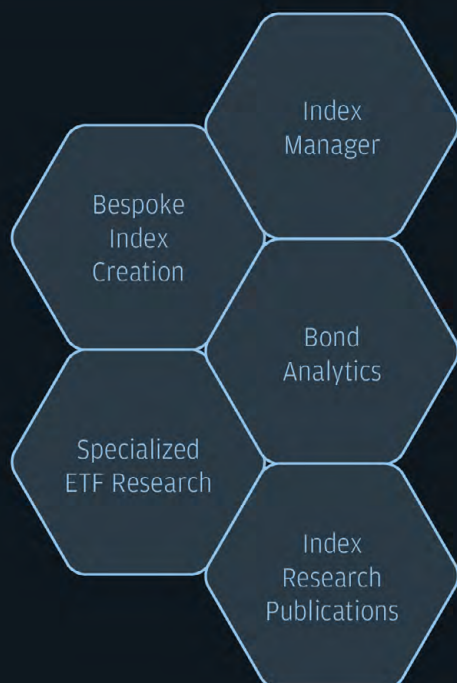 Index
Manager
Bespoke
Index
Creation
Bond
Analytics
Specialized
ETF Research
Index
Research
Publications